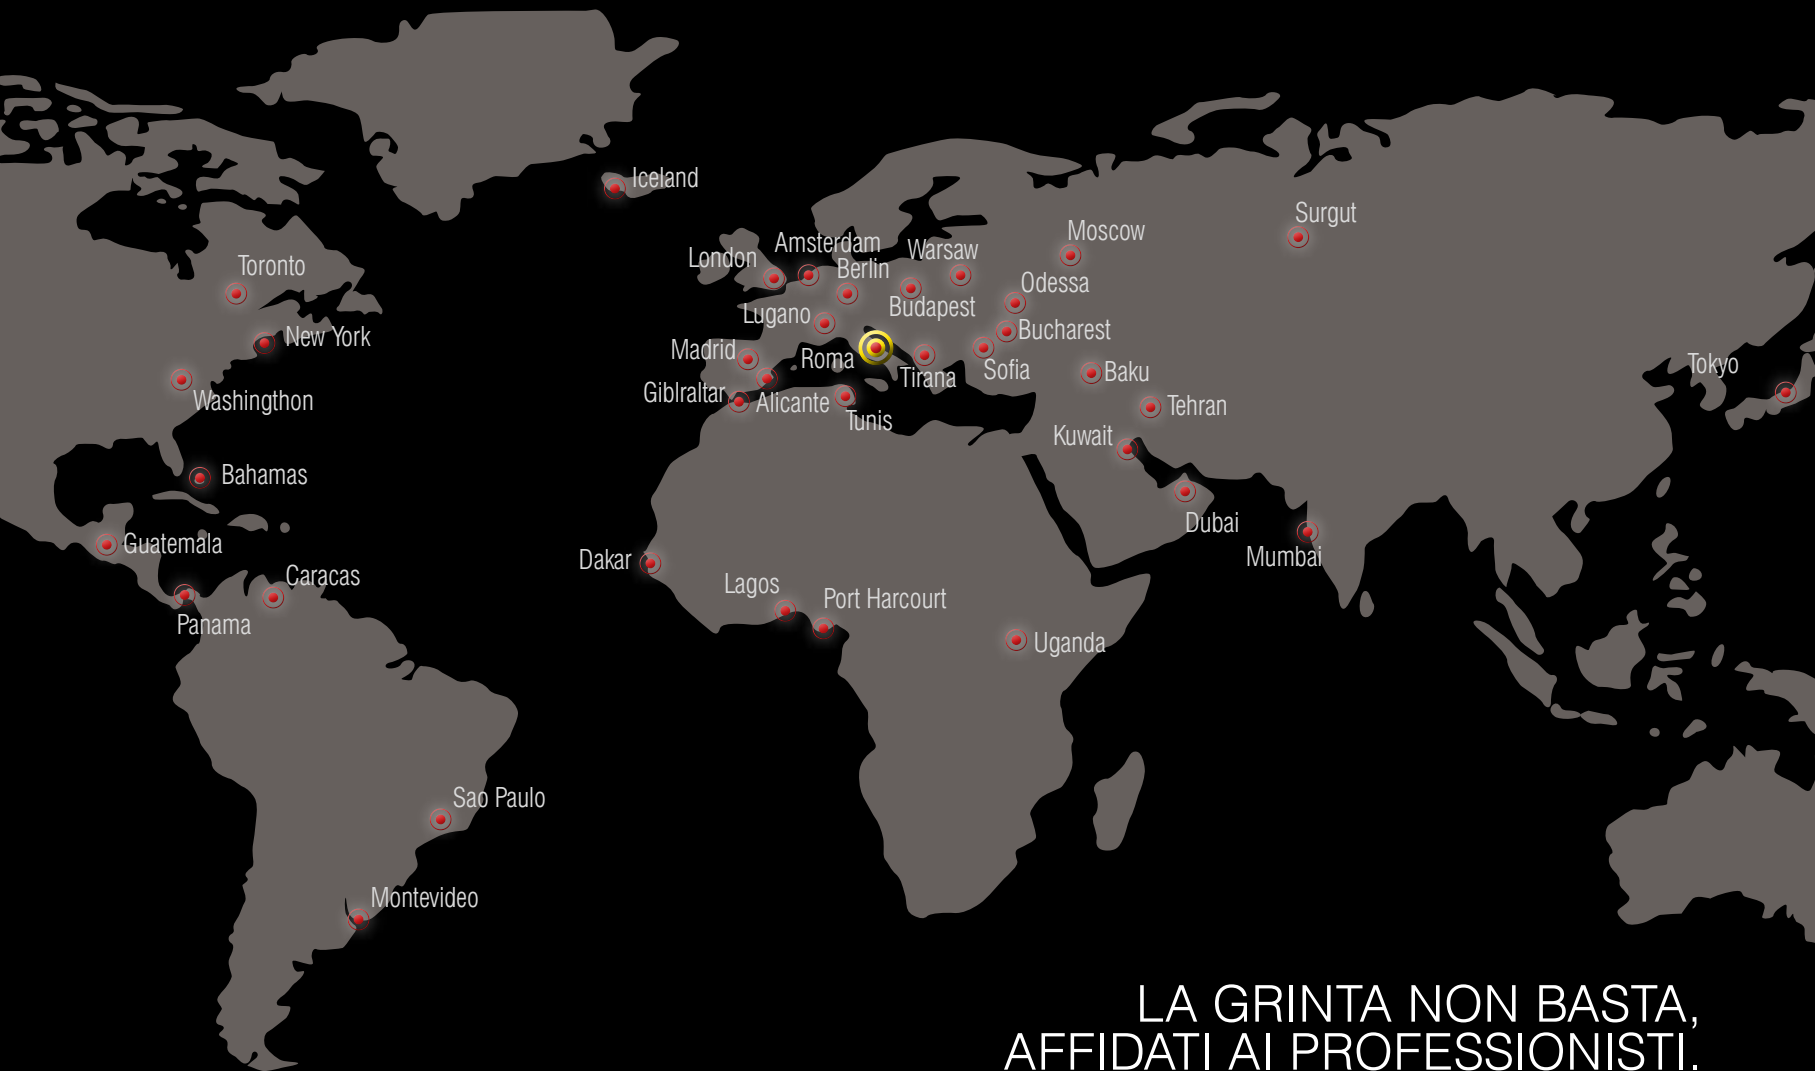 Iceland
Surgut
Moscow
Amsterdam
Warsaw
London
Berlin
Toronto
Odessa
Budapest
Lugano
Bucharest
New York
Madrid
Roma
Tirana
Sofia
Baku
Tokyo
Giblraltar
Alicante
Tunis
Washingthon
Tehran
Kuwait
Bahamas
Dubai
Guatemala
Mumbai
Dakar
Caracas
Lagos
Port Harcourt
Panama
Uganda
Sao Paulo
Montevideo
LA GRINTA NON BASTA,
AFFIDATI AI PROFESSIONISTI.